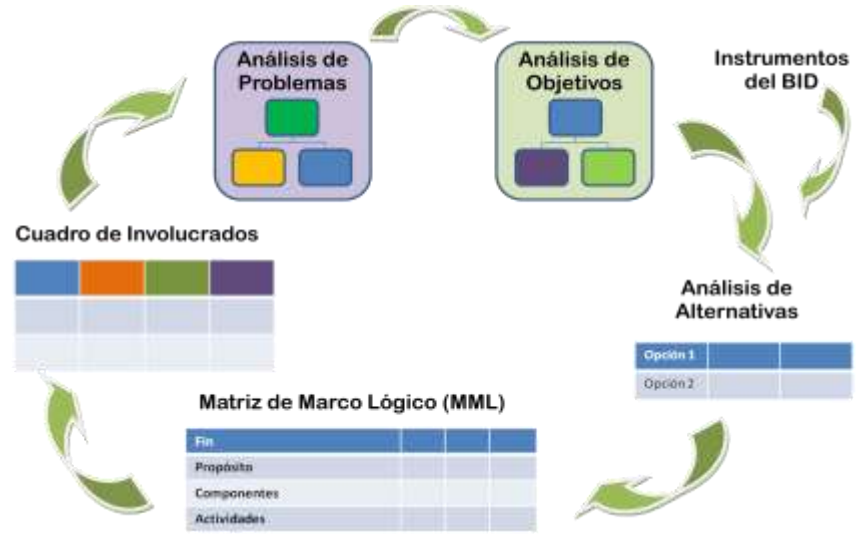 Análisis de
Problemas
Análisis de
Objetivos
Instrumentos
del BID
Cuadro de Involucrados
Análisis de
Alternativas
Opción 1
Opción 2
Matriz de Marco Lógico (MML)
Fin
Propósito
Componentes
Actividades